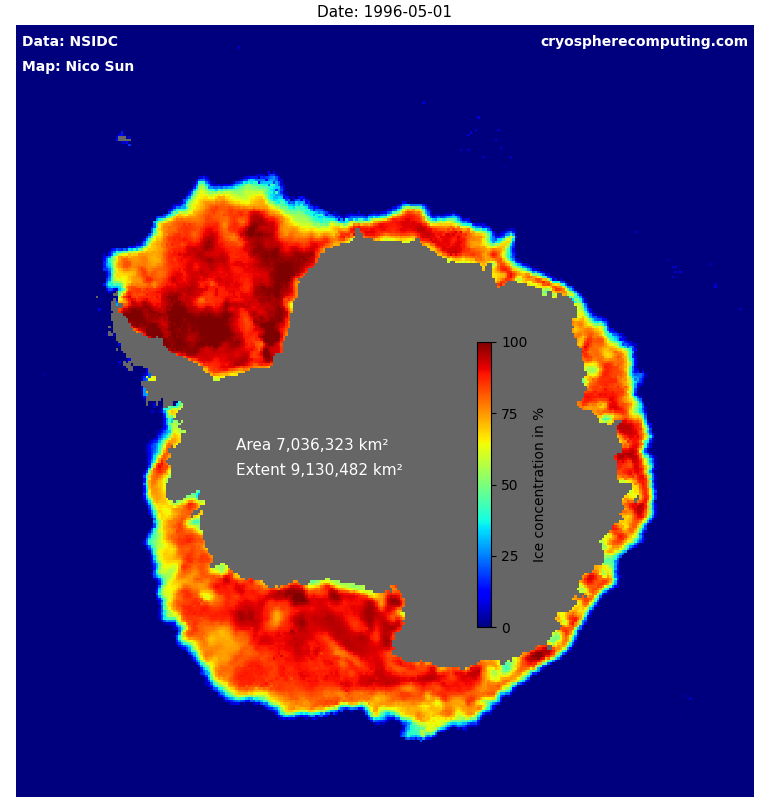 Date: 1996-05-01
Data: NSIDC
cryospherecomputing.com
Map: Nico Sun
100
75
50
25
0
Ice concentration in %
Area 7,036,323 km²
Extent 9,130,482 km²